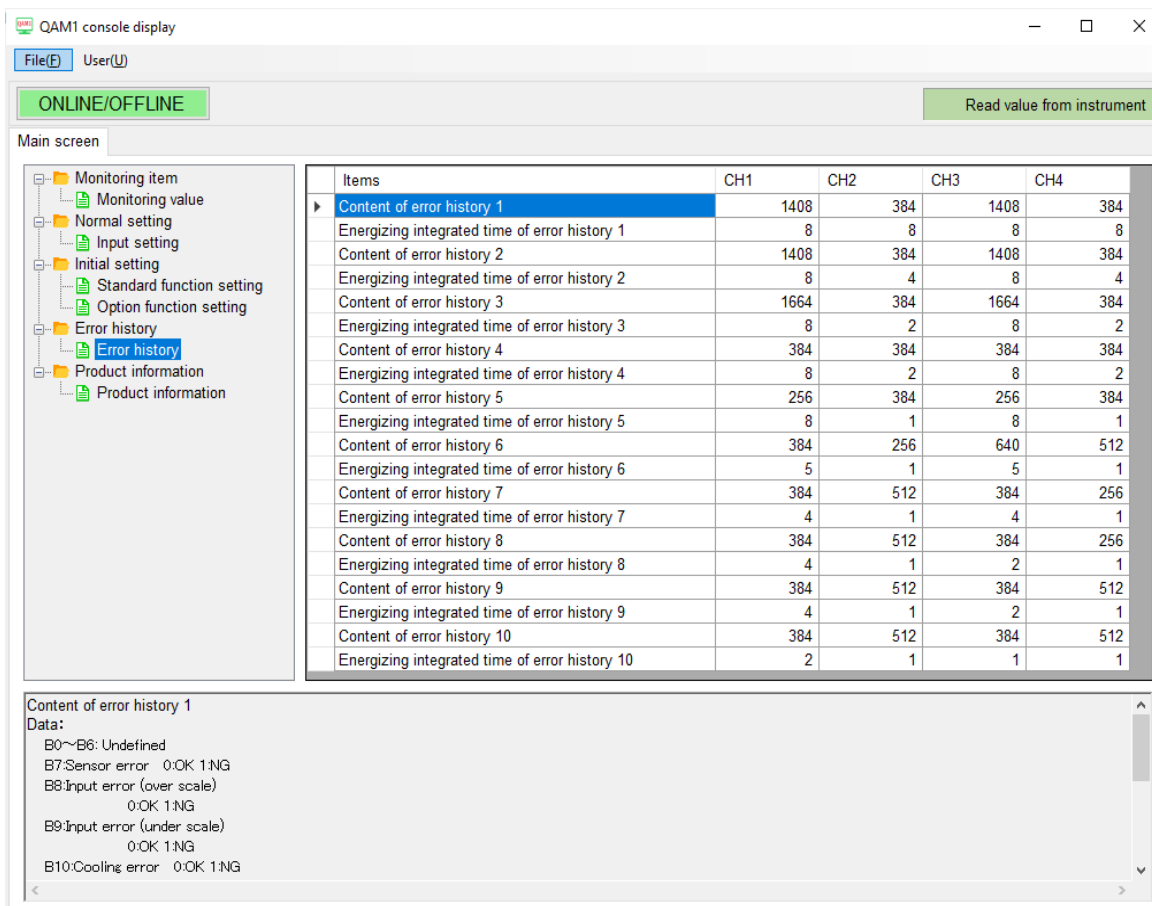 QAM1 console display
File(F) User(U)
ONLINE/OFFLINE Read value from instrument
Main screen
Monitoring item
Monitoring value
Normal setting
Input setting
Initial setting
Standard function setting
Option function setting
Error history
Error history
Product information
Product information
Items CH1 CH2 CH3 CH4
Content of error history 1 1408 384 1408 384
Energizing integrated time of error history 1 8 8 8 8
Content of error history 2 1408 384 1408 384
Energizing integrated time of error history 2 8 4 8 4
Content of error history 3 1664 384 1664 384
Energizing integrated time of error history 3 8 2 8 2
Content of error history 4 384 384 384 384
Energizing integrated time of error history 4 8 2 8 2
Content of error history 5 256 384 256 384
Energizing integrated time of error history 5 8 1 8 1
Content of error history 6 384 256 640 512
Energizing integrated time of error history 6 5 1 5 1
Content of error history 7 384 512 384 256
Energizing integrated time of error history 7 4 1 4 1
Content of error history 8 384 512 384 256
Energizing integrated time of error history 8 4 1 2 1
Content of error history 9 384 512 384 512
Energizing integrated time of error history 9 4 1 2 1
Content of error history 10 384 512 384 512
Energizing integrated time of error history 10 2 1 1 1
Content of error history 1
Data:
B0～B6: Undefined
B7:Sensor error 0:OK 1:NG
B8:Input error (over scale)
0:OK 1:NG
B9:Input error (under scale)
0:OK 1:NG
B10:Cooling error 0:OK 1:NG